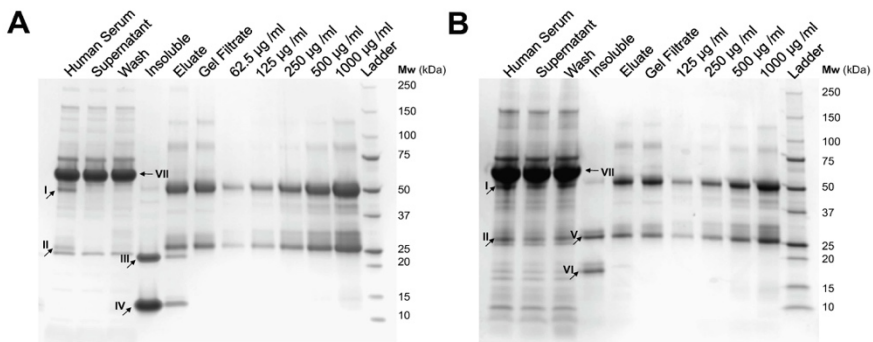 A
Human Serum
Supernatant
Wash
Insoluble
Eluate
Gel Filtrate
62.5 µg /ml
125 µg /ml
250 µg /ml
500 µg /ml
1000 µg /ml
Ladder
Mw (kDa)
250
150
100
75
50
37
25
20
15
10
I
II
III
IV
VII
B
Human Serum
Supernatant
Wash
Insoluble
Eluate
Gel Filtrate
125 µg /ml
250 µg /ml
500 µg /ml
1000 µg /ml
Ladder
Mw (kDa)
250
150
100
75
50
37
25
20
15
10
I
II
V
VI
VII